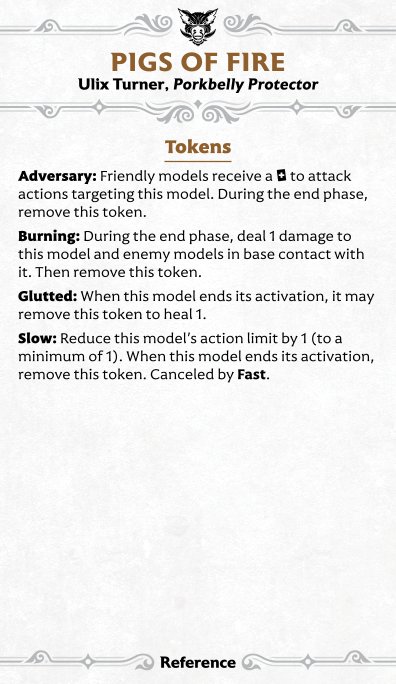 PIGS OF FIRE
Ulix Turner, Porkbelly Protector
Tokens
Adversary: Friendly models receive a to attack
actions targeting this model. During the end phase,
remove this token.
Burning: During the end phase, deal 1 damage to
this model and enemy models in base contact with
it. Then remove this token.
Glutted: When this model ends its activation, it may
remove this token to heal 1.
Slow: Reduce this model’s action limit by 1 (to a
minimum of 1). When this model ends its activation,
remove this token. Canceled by Fast.
Reference